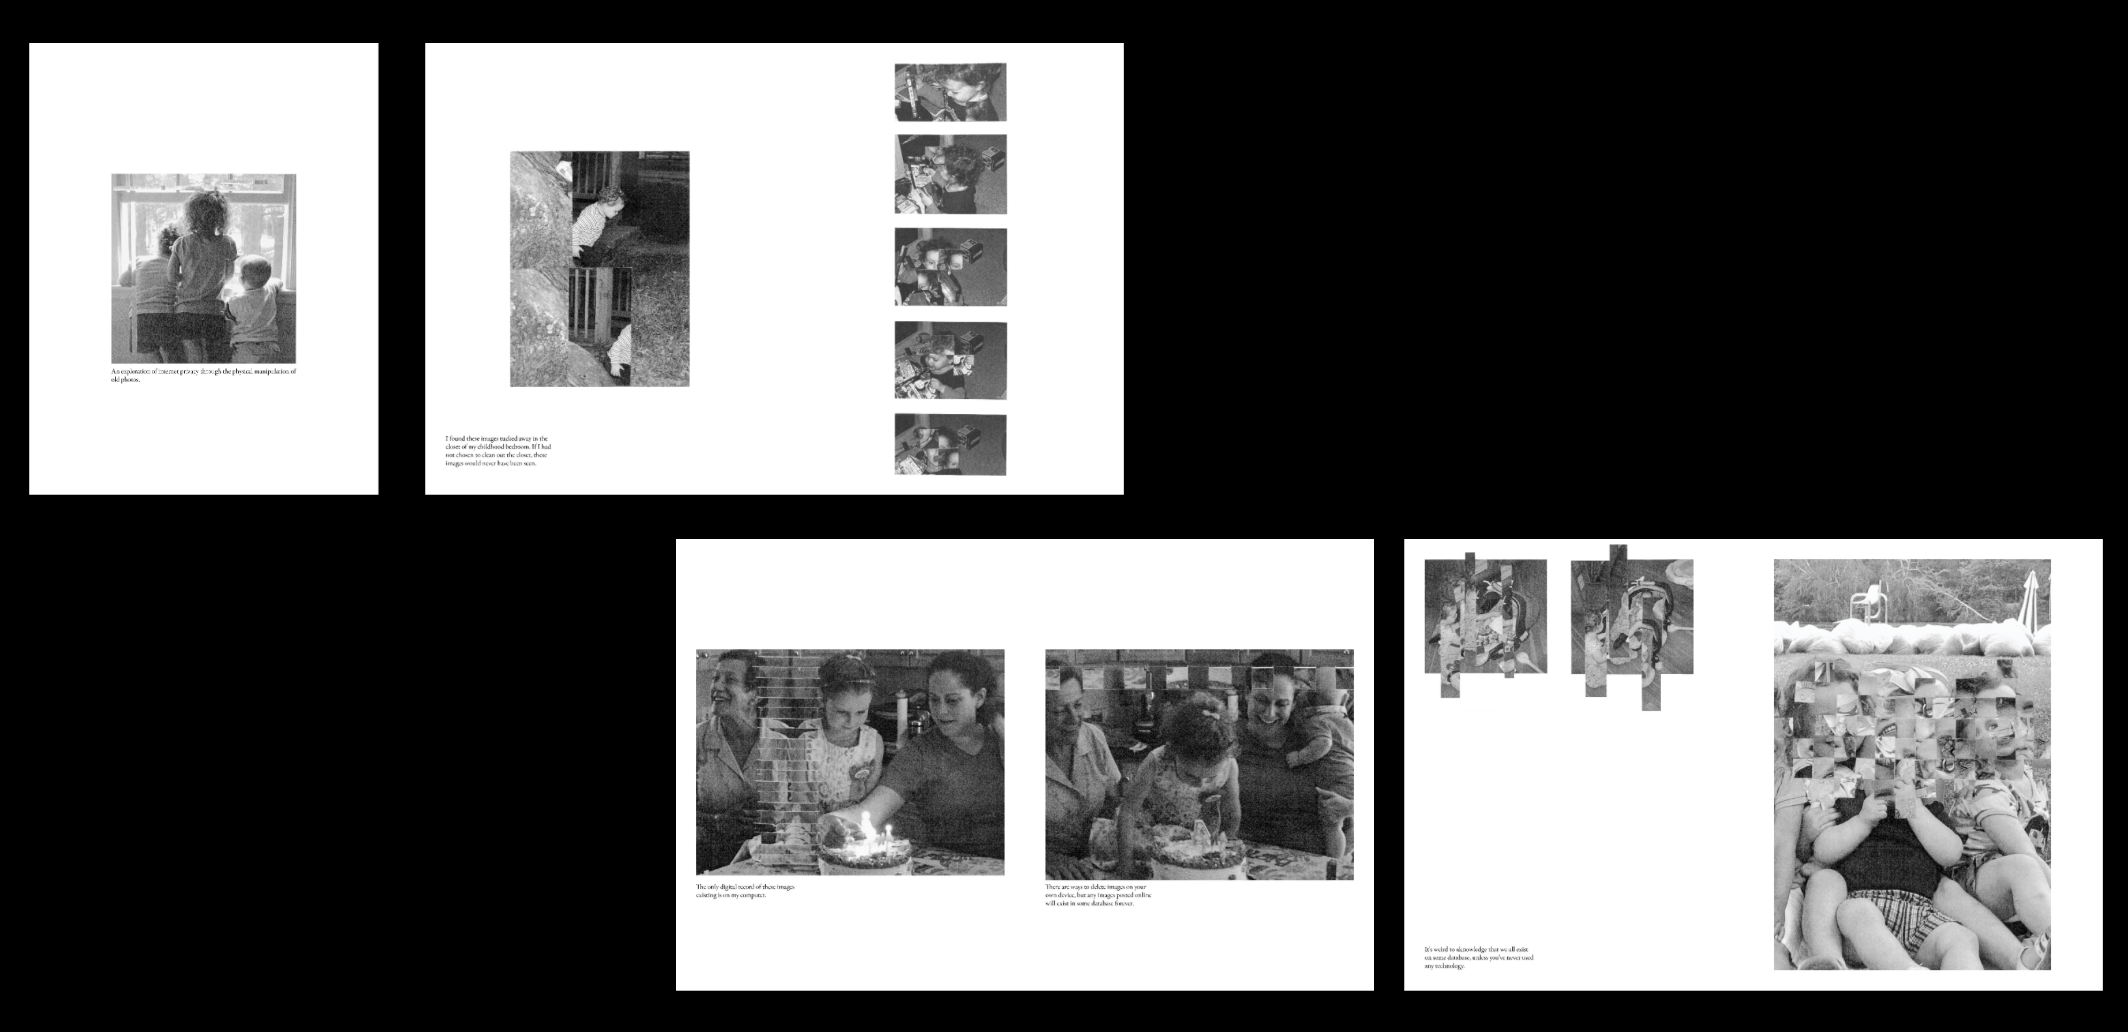 An exploration of internet privacy through the physical manipulation of
old photos.
I found these images tucked away in the
closet of my childhood bedroom. If I had
not chosen to clean out the closet, these
images would never have been seen.
The only digital record of these images
existing is on my computer.
There are ways to delete images on your
own device, but any images posted online
will exist in some database forever.
It's weird to aknowledge that we all exist
on some database, unless you've never used
any technology.